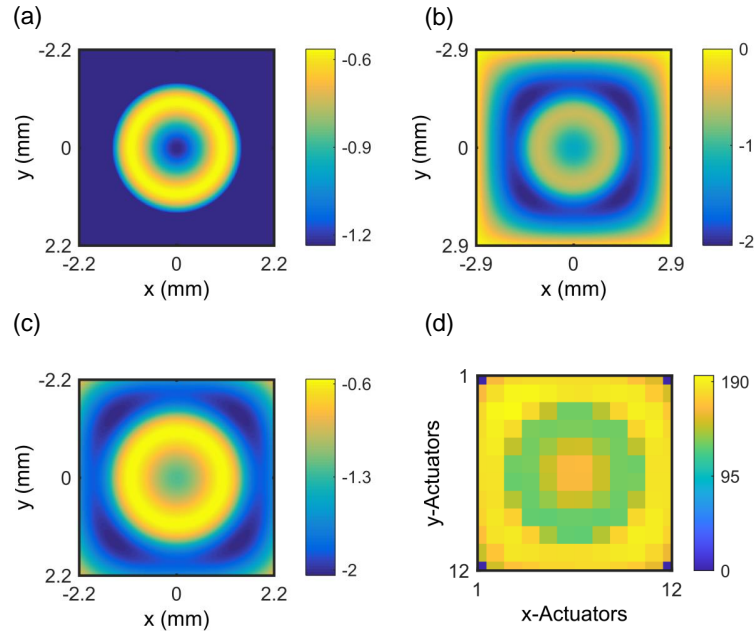 (a)
-2.2
0
2.2
y (mm)
-2.2 0 2.2
x (mm)
-0.6
-0.9
-1.2
(b)
-2.9
0
2.9
y (mm)
-2.9 0 2.9
x (mm)
0
-1
-2
(c)
-2.2
0
2.2
y (mm)
-2.2 0 2.2
x (mm)
-0.6
-1.3
-2
(d)
1
12
y-Actuators
1 12
x-Actuators
190
95
0